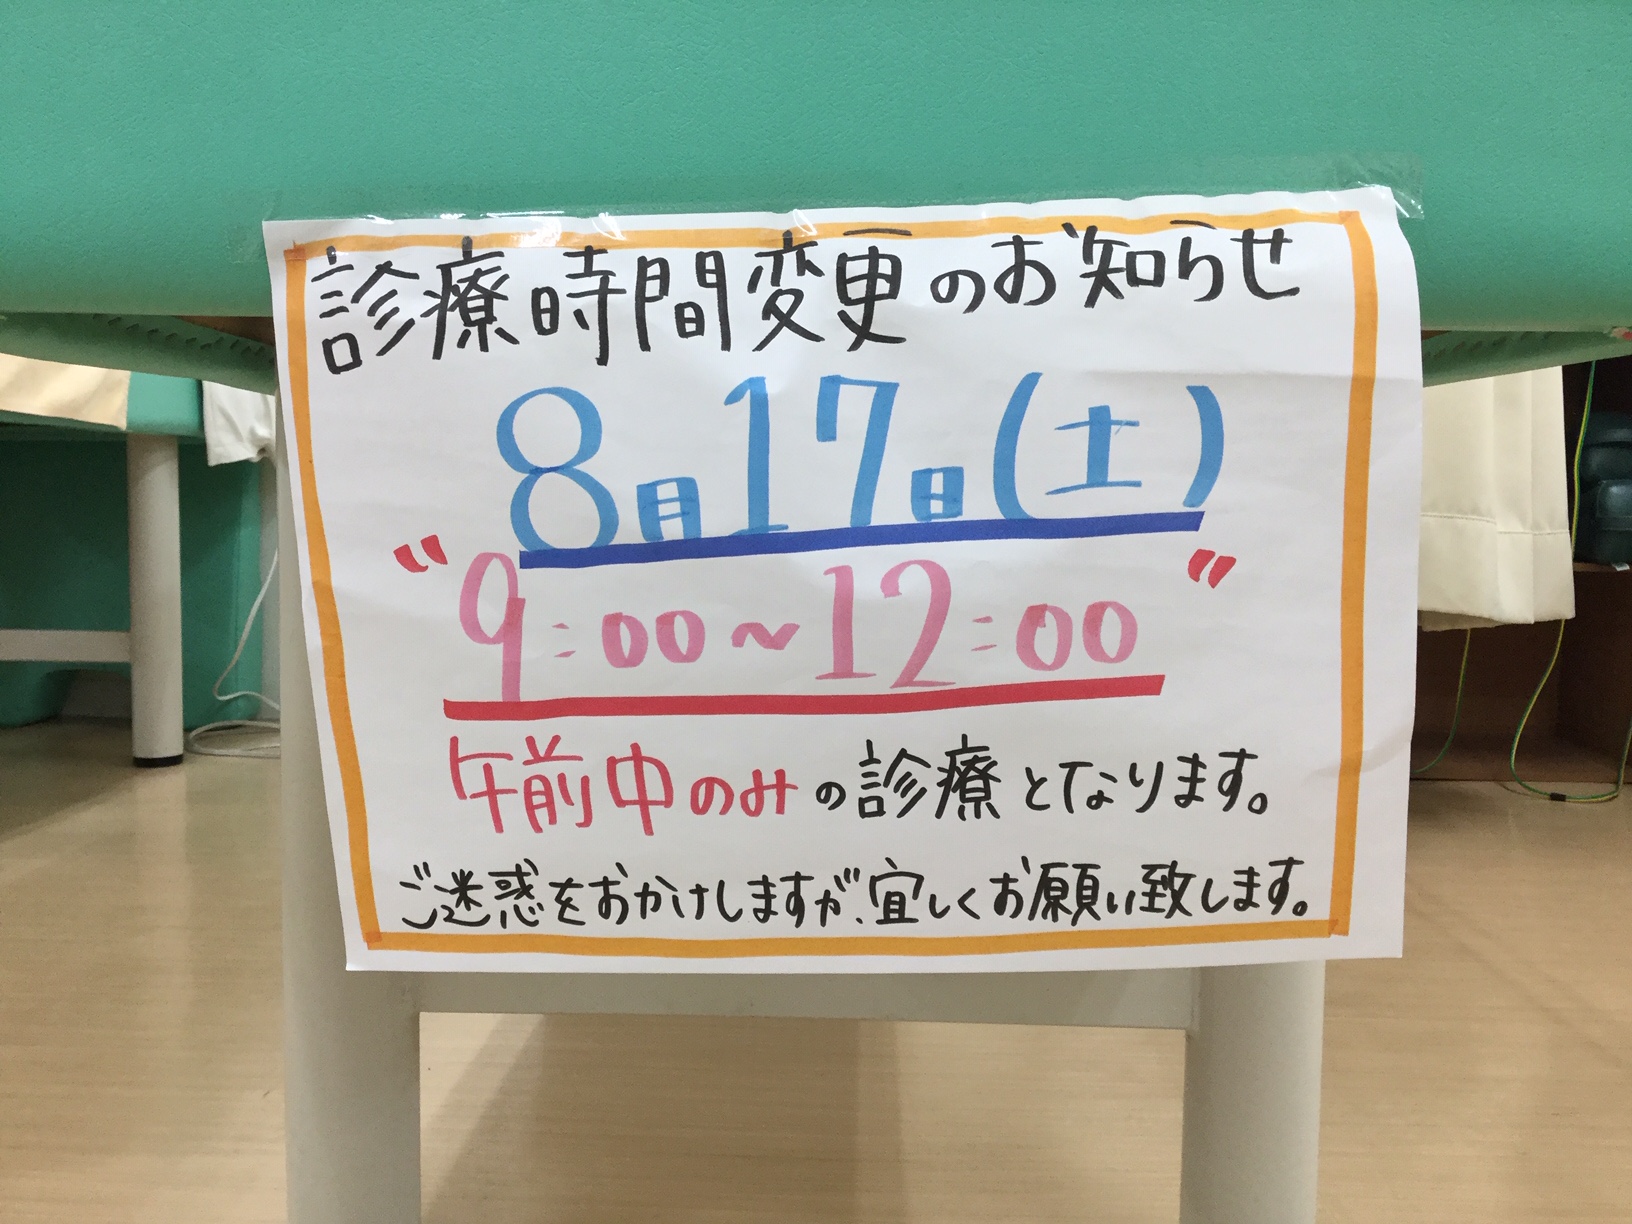 診療時間変更のお知らせ
8月17日(土)
"9:00~12:00"
午前中のみの診療となります。
ご迷惑をおかけしますが、宜しくお願い致します。